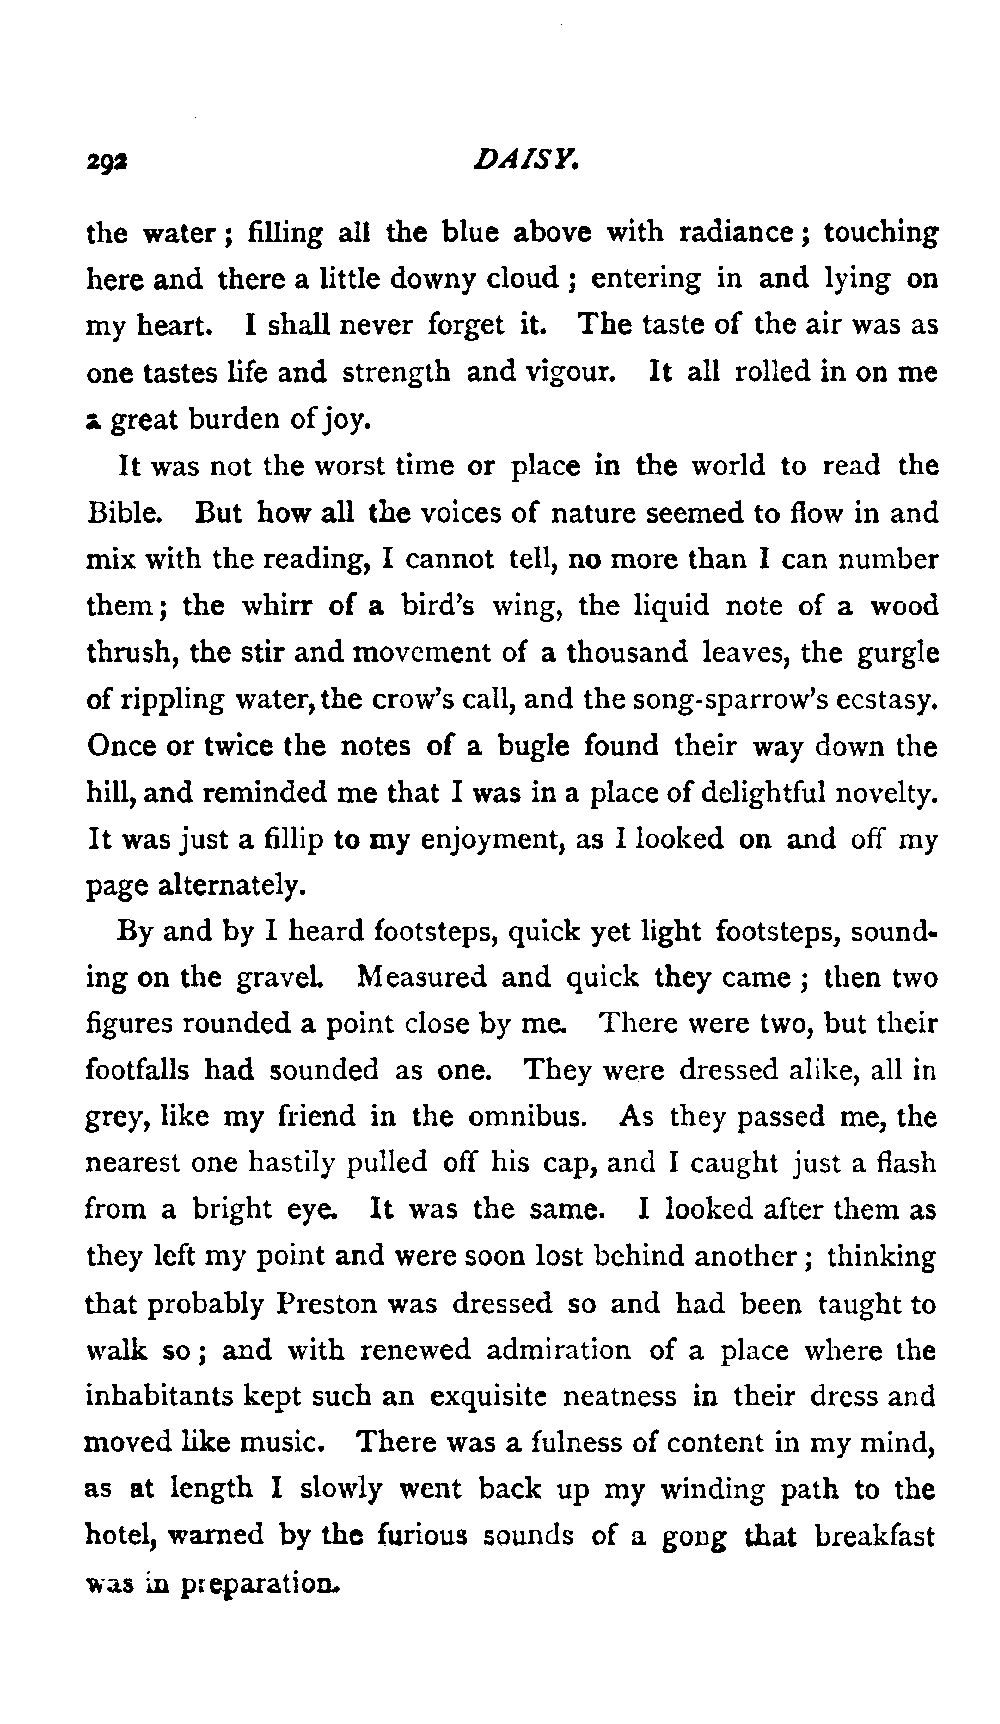 292 DAISY.
the water ; filling all the blue above with radiance ; touching
here and there a little downy cloud ; entering in and lying on
my heart. I shall never forget it. The taste of the air was as
one tastes life and strength and vigour. It all rolled in on me
a great burden of joy.
It was not the worst time or place in the world to read the
Bible. But how all the voices of nature seemed to flow in and
mix with the reading, I cannot tell, no more than I can number
them ; the whirr of a bird's wing, the liquid note of a wood
thrush, the stir and movement of a thousand leaves, the gurgle
of rippling water, the crow's call, and the song-sparrow's ecstasy.
Once or twice the notes of a bugle found their way down the
hill, and reminded me that I was in a place of delightful novelty.
It was just a fillip to my enjoyment, as I looked on and off my
page alternately.
By and by I heard footsteps, quick yet light footsteps, sound-
ing on the gravel. Measured and quick they came ; then two
figures rounded a point close by me. There were two, but their
footfalls had sounded as one. They were dressed alike, all in
grey, like my friend in the omnibus. As they passed me, the
nearest one hastily pulled off his cap, and I caught just a flash
from a bright eye. It was the same. I looked after them as
they left my point and were soon lost behind another ; thinking
that probably Preston was dressed so and had been taught to
walk so ; and with renewed admiration of a place where the
inhabitants kept such an exquisite neatness in their dress and
moved like music. There was a fulness of content in my mind,
as at length I slowly went back up my winding path to the
hotel, warned by the furious sounds of a gong that breakfast
was in preparation.